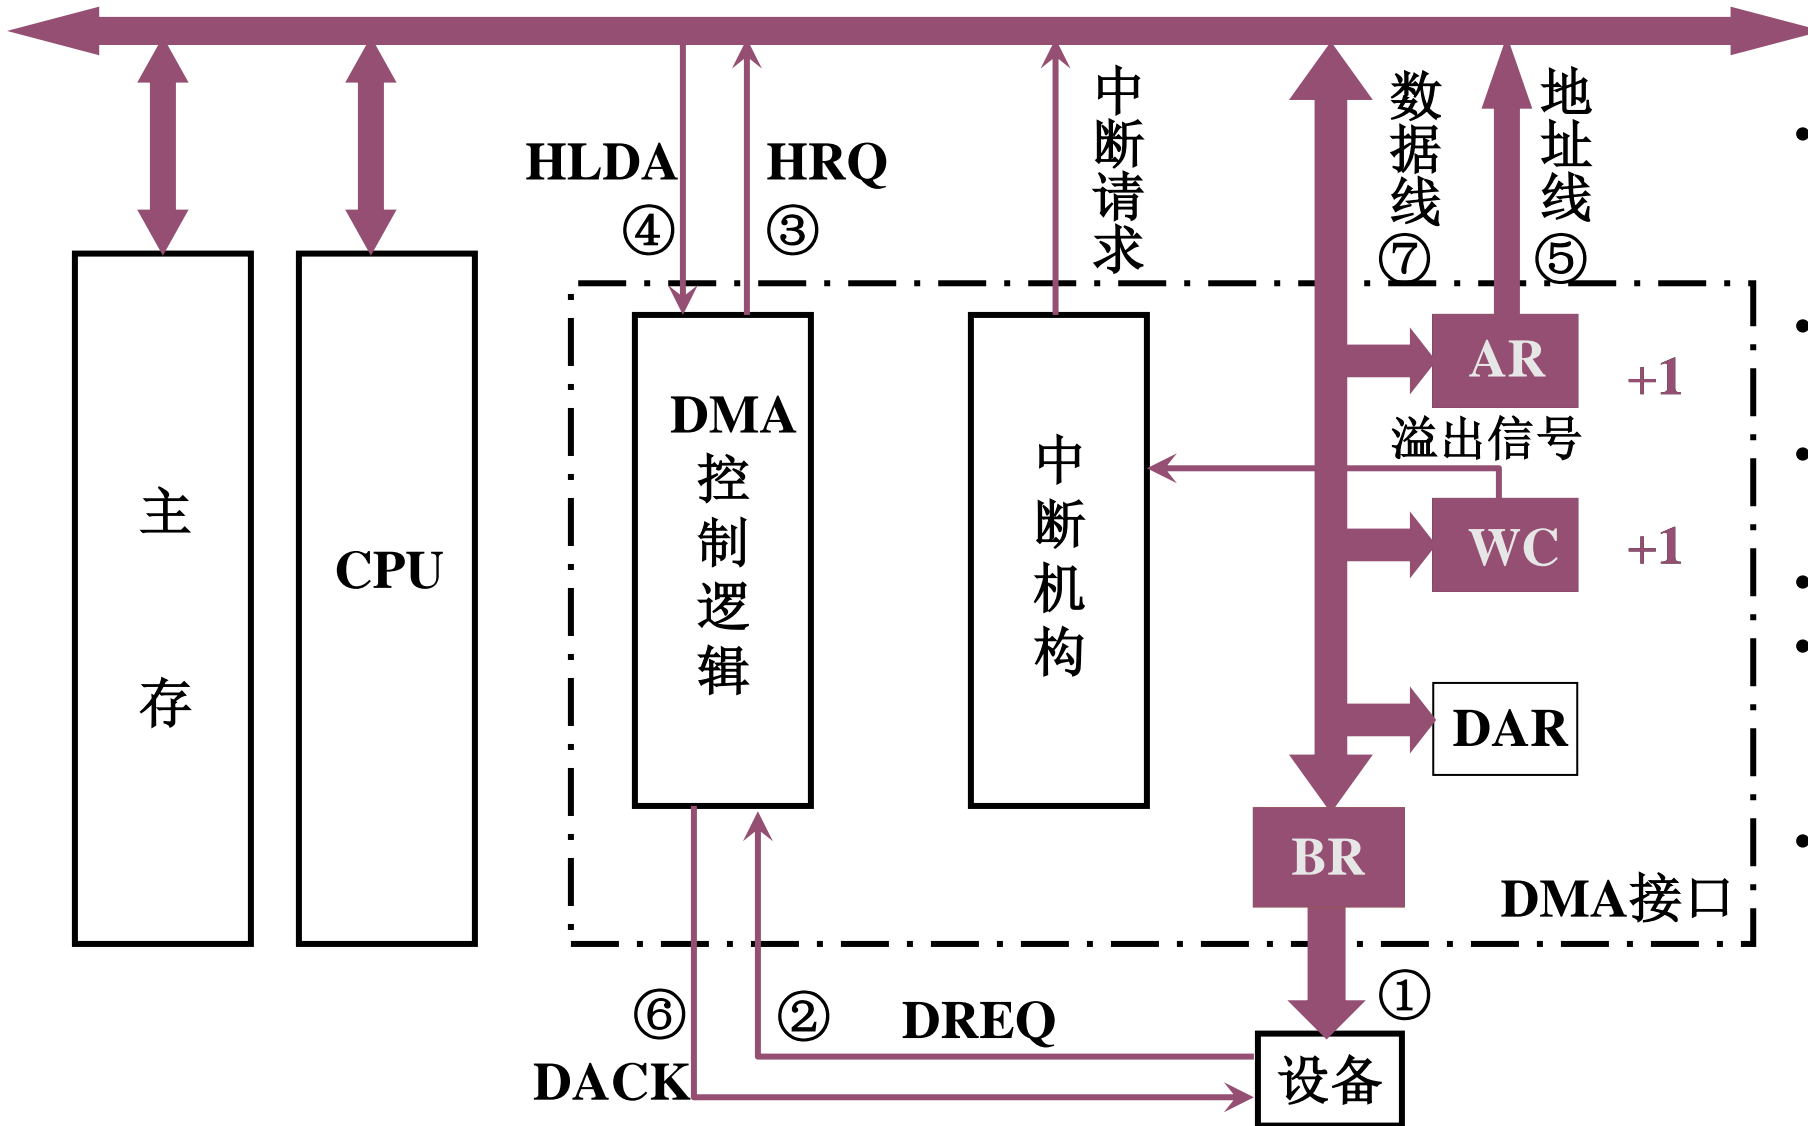 HLDA
④
HRQ
③
中断请求
数据线
⑦
地址线
⑤
主存
CPU
DMA
控制逻辑
中断机构
AR
+1
溢出信号
WC
+1
DAR
BR
DMA接口
⑥
②
DREQ
①
DACK
设备